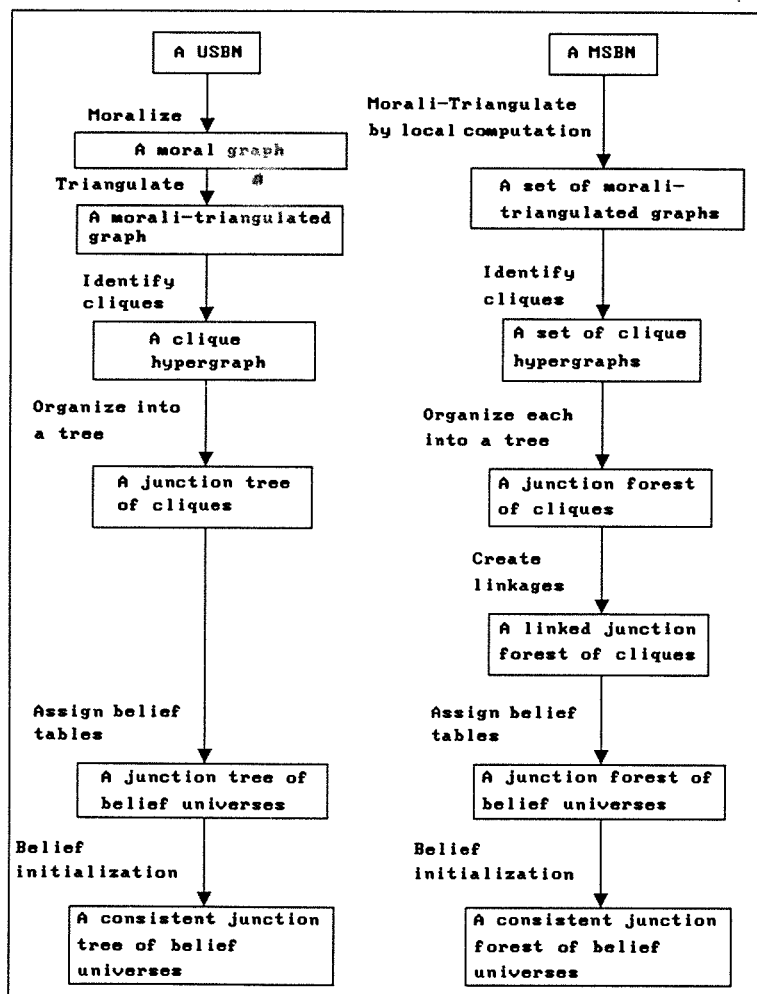 A USBN
Moralize
A moral graph
Triangulate
A morali-triangulated
graph
Identify
cliques
A clique
hypergraph
Organize into
a tree
A junction tree
of cliques
Assign belief
tables
A junction tree of
belief universes
Belief
initialization
A consistent junction
tree of belief
universes
A MSBN
Morali-Triangulate
by local computation
A set of morali-
triangulated graphs
Identify
cliques
A set of clique
hypergraphs
Organize each
into a tree
A junction forest
of cliques
Create
linkages
A linked junction
forest of cliques
Assign belief
tables
A junction forest of
belief universes
Belief
initialization
A consistent junction
forest of belief
universes